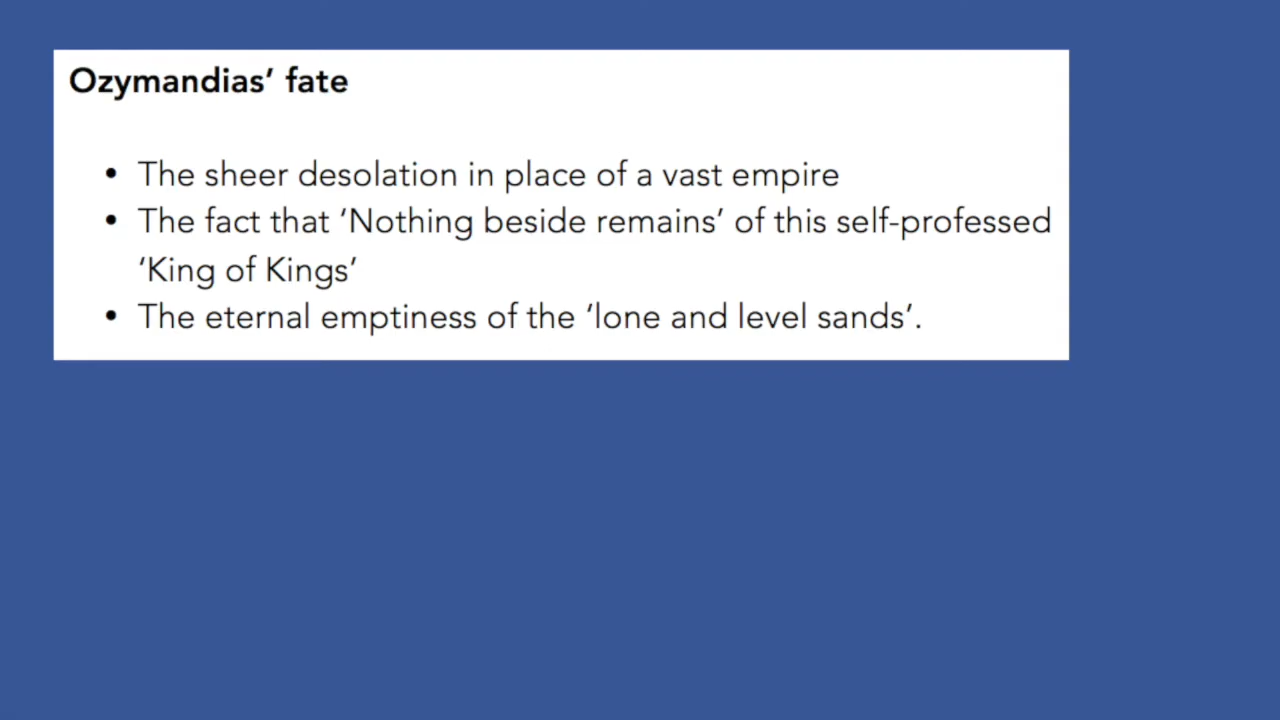 Ozymandias’ fate
• The sheer desolation in place of a vast empire
• The fact that ‘Nothing beside remains’ of this self-professed
‘King of Kings’
• The eternal emptiness of the ‘lone and level sands’.